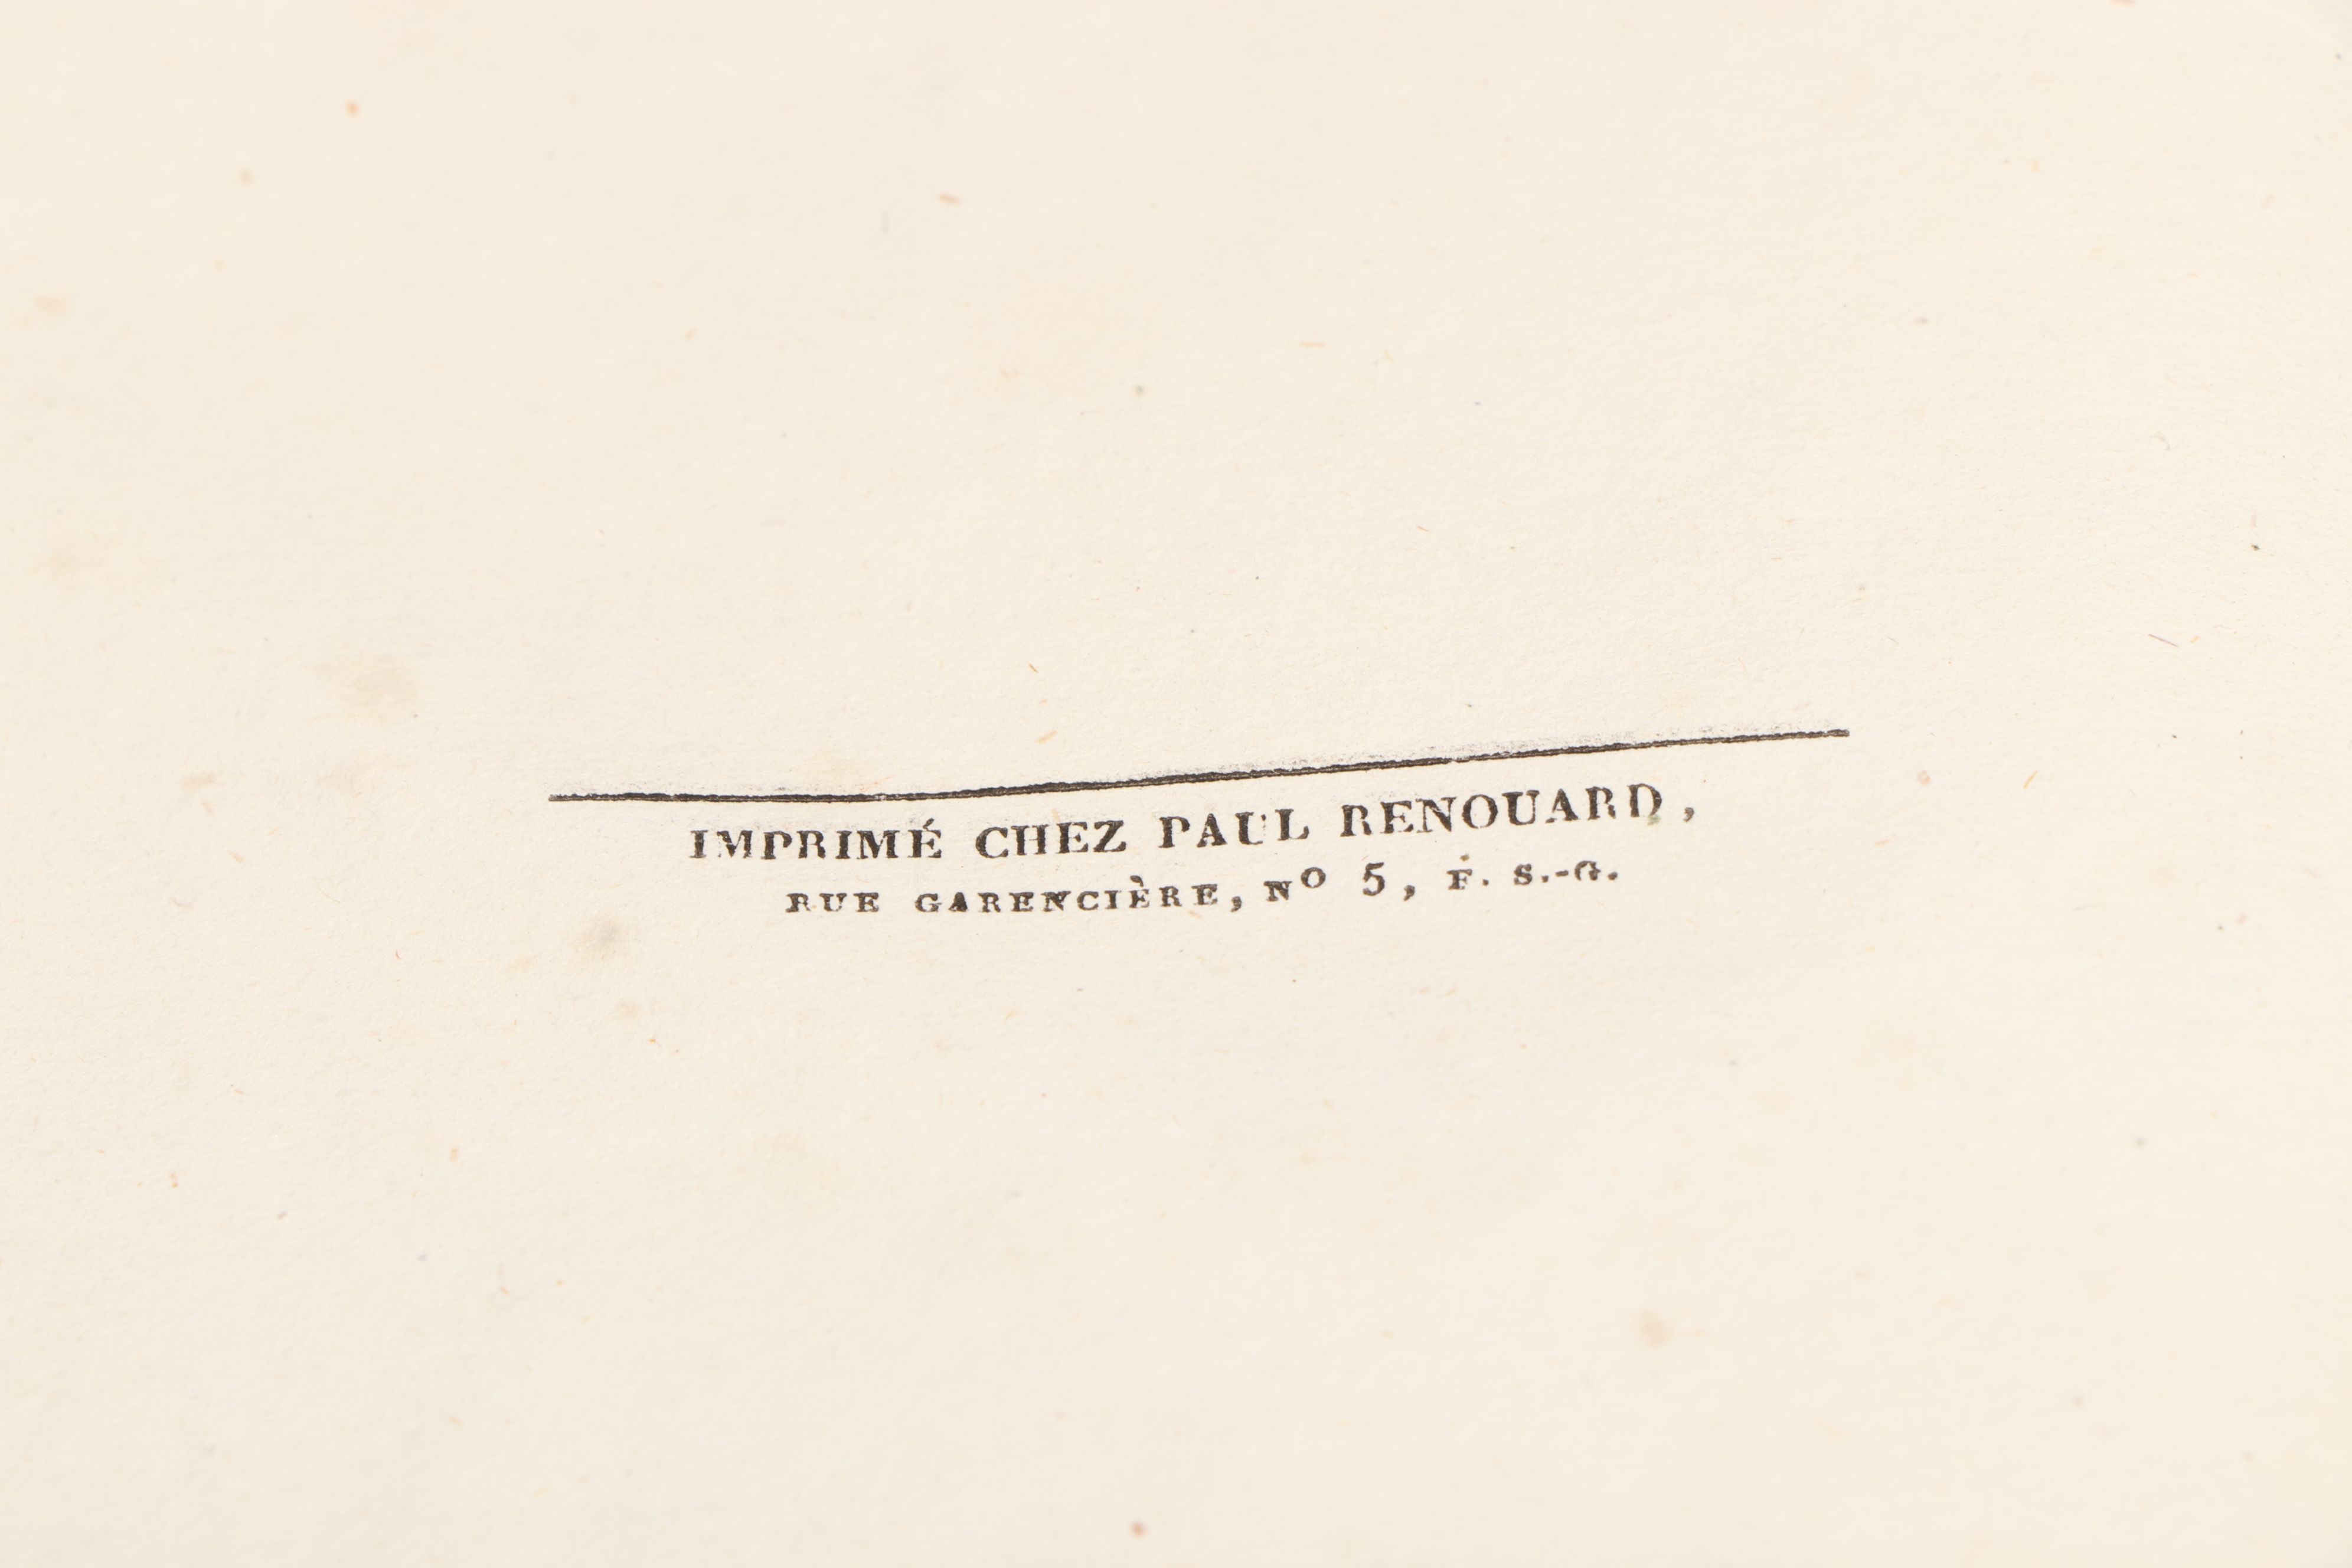 IMPRIMÉ CHEZ PAUL RENOUARD,
RUE GARENCIÈRE, Nº 5, F. S.-G.